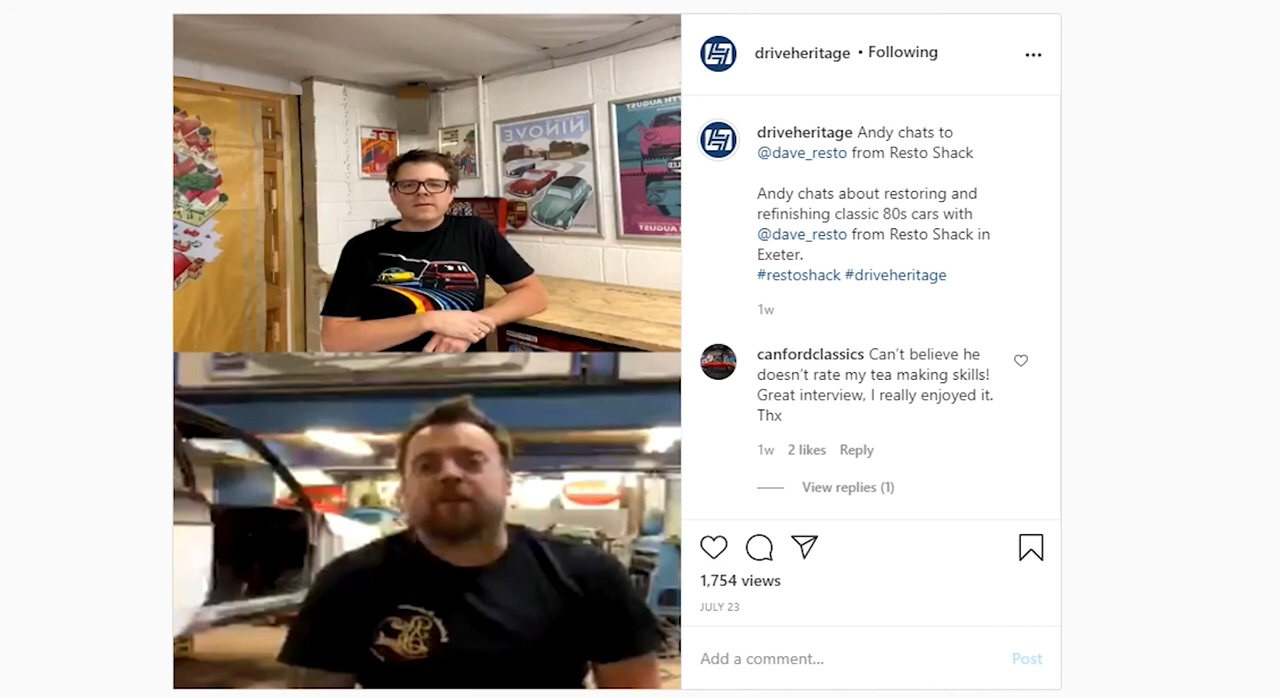 NINOVE
driveheritage • Following
driveheritage Andy chats to
@dave_resto from Resto Shack
Andy chats about restoring and
refinishing classic 80s cars with
@dave_resto from Resto Shack in
Exeter.
#restoshack #driveheritage
1w
canfordclassics Can't believe he
doesn't rate my tea making skills!
Great interview, I really enjoyed it.
Thx
1w 2 likes Reply
View replies (1)
1,754 views
JULY 23
Add a comment... Post